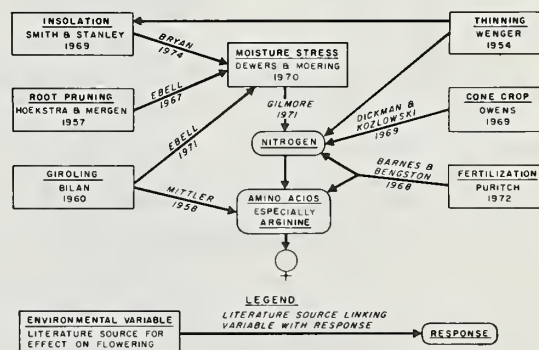 INSOLATION
SMITH & STANLEY
1969
THINNING
WENGER
1954
BRYAN
1974
MOISTURE STRESS
DEWERS & MOERING
1970
ROOT PRUNING
HOEKSTRA & MERGEN
1957
EBELL
1967
GILMORE
1971
DICKMAN &
KOZLOWSKI
1969
CONE CROP
OWENS
1969
NITROGEN
EBELL
1971
GIROLING
BILAN
1960
MITTLER
1958
BARNES &
BENGSTON
1968
FERTILIZATION
PURITCH
1972
AMINO ACIOS
ESPECIALLY
ARGININE
LEGEND
ENVIRONMENTAL VARIABLE
LITERATURE SOURCE FOR
EFFECT ON FLOWERING
LITERATURE SOURCE LINKING
VARIABLE WITH RESPONSE
RESPONSE